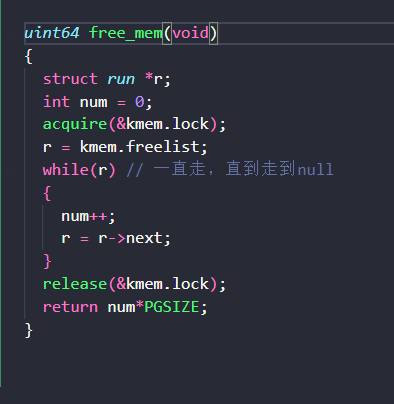 uint64 free_mem(void)
{
struct run *r;
int num = 0;
acquire(&kmem.lock);
r = kmem.freelist;
while(r) // 一直走，直到走到null
{
num++;
r = r->next;
}
release(&kmem.lock);
return num*PGSIZE;
}